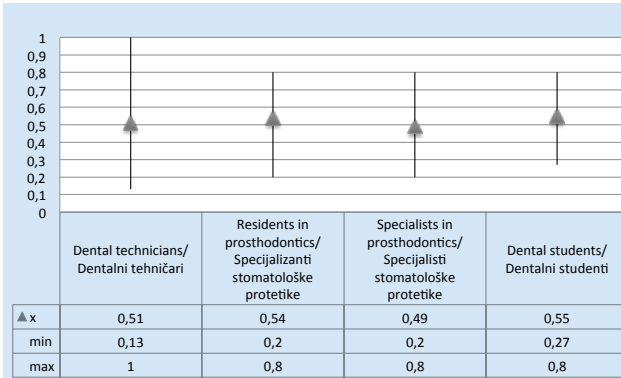 1
0,9
0,8
0,7
0,6
0,5
0,4
0,3
0,2
0,1
0
Dental technicians/
Dentalni tehničari
Residents in
prosthodontics/
Specijalizanti
stomatološke
protetike
Specialists in
prosthodontics/
Specijalisti
stomatološke
protetike
Dental students/
Dentalni studenti
x 0,51 0,54 0,49 0,55
min 0,13 0,2 0,2 0,27
max 1 0,8 0,8 0,8